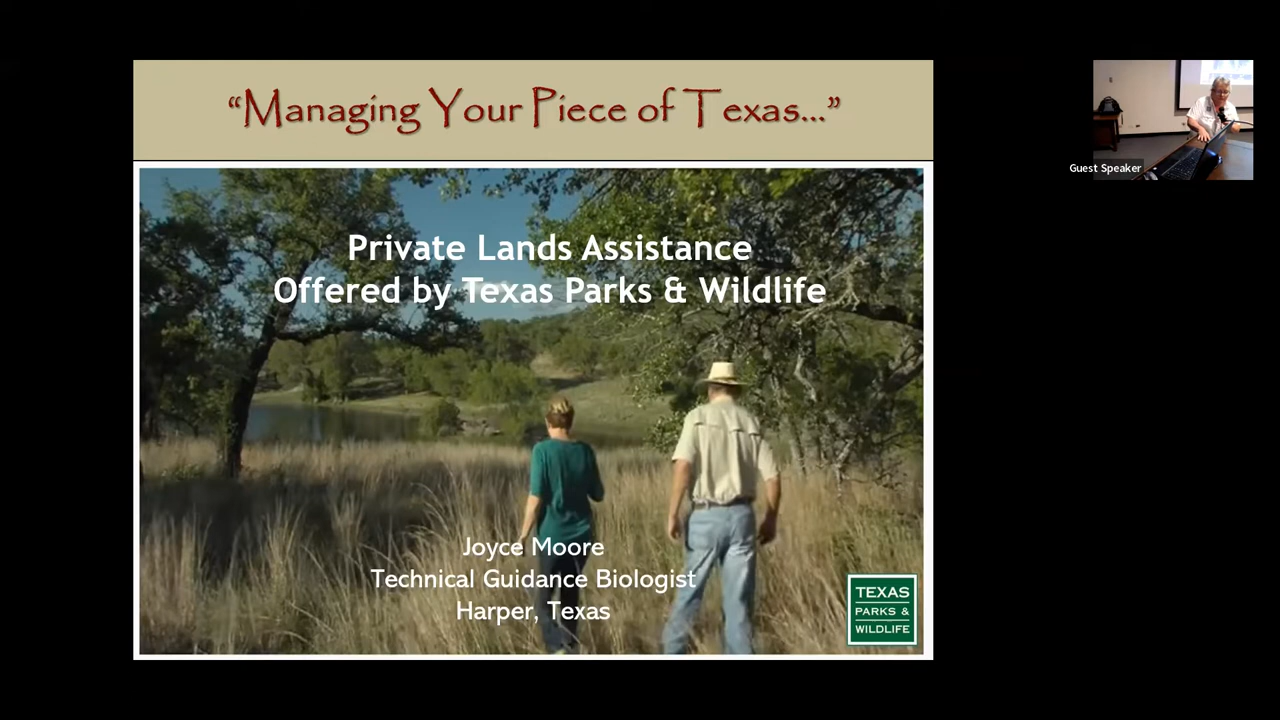 “Managing Your Piece of Texas...”
Private Lands Assistance
Offered by Texas Parks & Wildlife
Guest Speaker
Joyce Moore
Technical Guidance Biologist
Harper, Texas
TEXAS
PARKS &
WILDLIFE